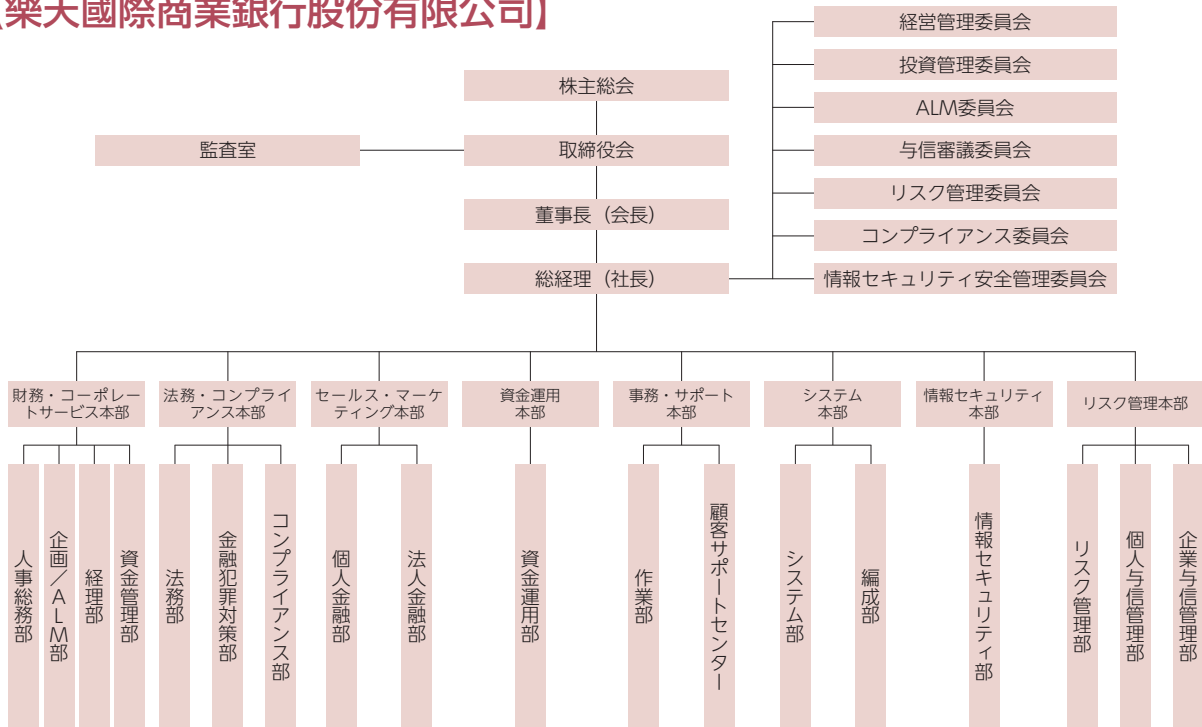 【樂天國際商業銀行股份有限公司】
経営管理委員会
投資管理委員会
株主総会
ALM委員会
監査室
取締役会
与信審議委員会
リスク管理委員会
董事長（会長）
コンプライアンス委員会
総経理（社長）
情報セキュリティ安全管理委員会
財務・コーポレー
トサービス本部
法務・コンプライ
アンス本部
セールス・マーケ
ティング本部
資金運用
本部
事務・サポート
本部
システム
本部
情報セキュリティ
本部
リスク管理本部
人事総務部
企画／ALM部
経理部
資金管理部
法務部
金融犯罪対策部
コンプライアンス部
個人金融部
法人金融部
資金運用部
作業部
顧客サポートセンター
システム部
編成部
情報セキュリティ部
リスク管理部
個人与信管理部
企業与信管理部